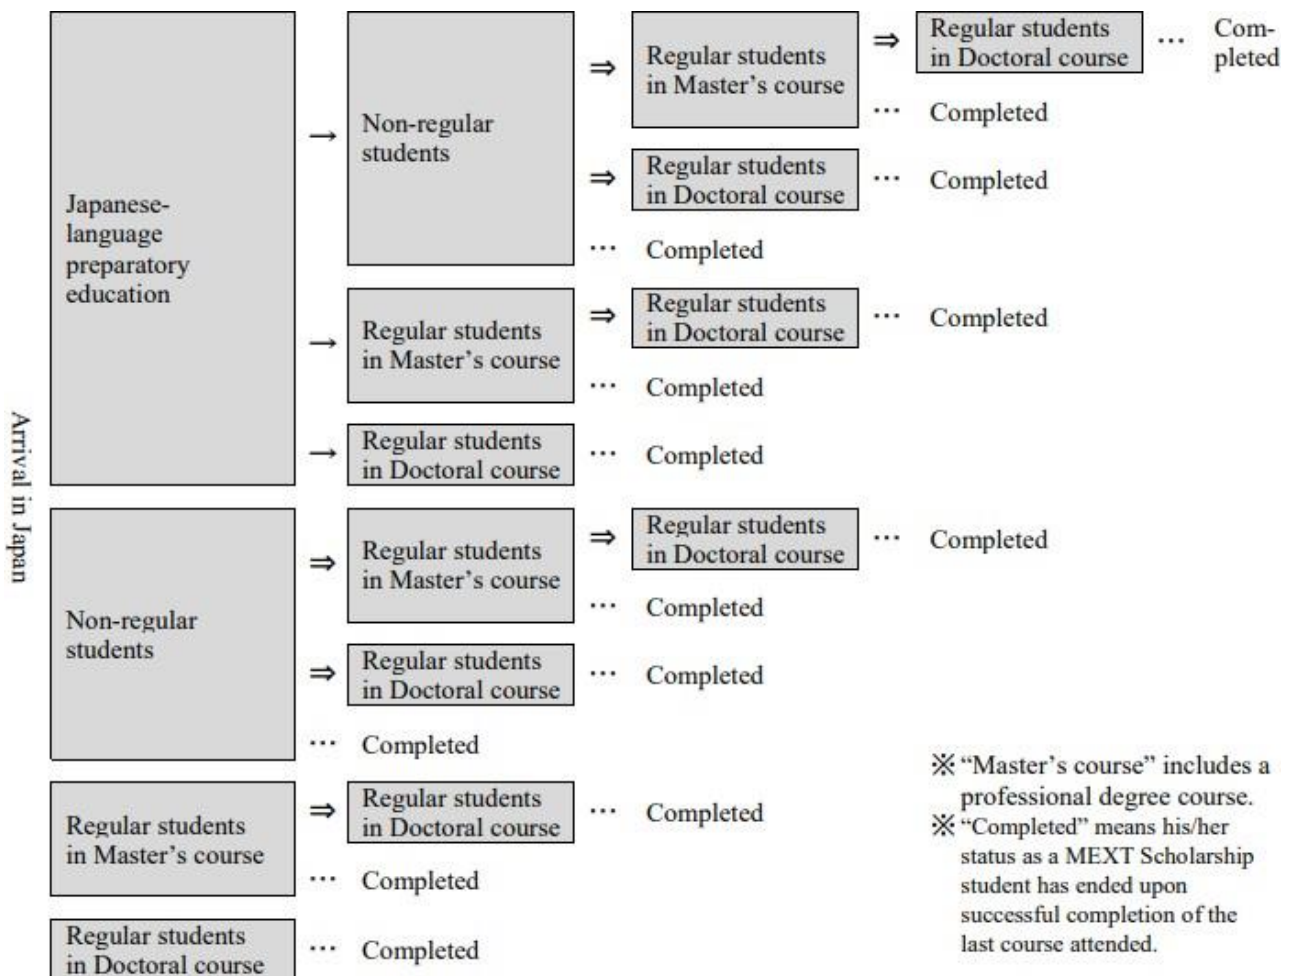 Arrival in Japan
Japanese-
language
preparatory
education
→
Non-regular
students
⇒
Regular students
in Master’s course
⇒
Regular students
in Doctoral course
… Com-
pleted
… Completed
⇒
Regular students
in Doctoral course
… Completed
… Completed
→
Regular students
in Master’s course
⇒
Regular students
in Doctoral course
… Completed
… Completed
→
Regular students
in Doctoral course
… Completed
Non-regular
students
⇒
Regular students
in Master’s course
⇒
Regular students
in Doctoral course
… Completed
… Completed
⇒
Regular students
in Doctoral course
… Completed
… Completed
Regular students
in Master’s course
⇒
Regular students
in Doctoral course
… Completed
… Completed
Regular students
in Doctoral course
… Completed
※ “Master’s course” includes a
professional degree course.
※ “Completed” means his/her
status as a MEXT Scholarship
student has ended upon
successful completion of the
last course attended.